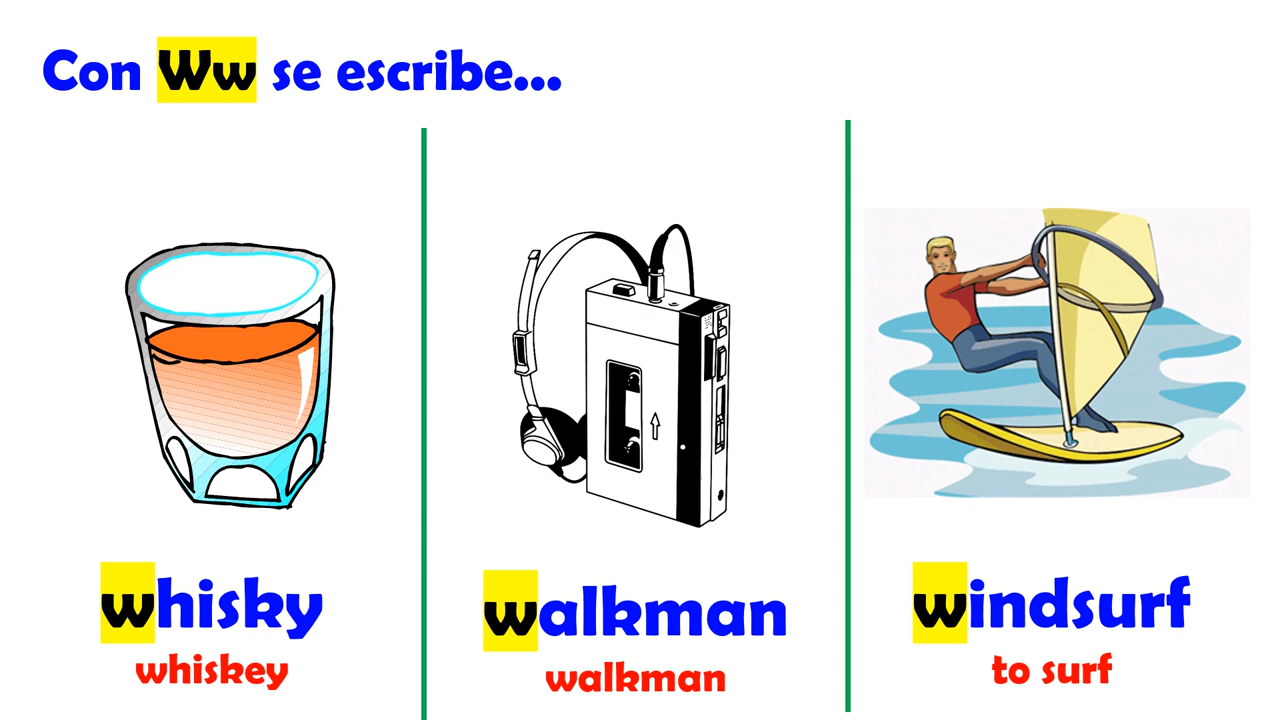 Con Ww se escribe...
whisky
whiskey
walkman
walkman
windsurf
to surf